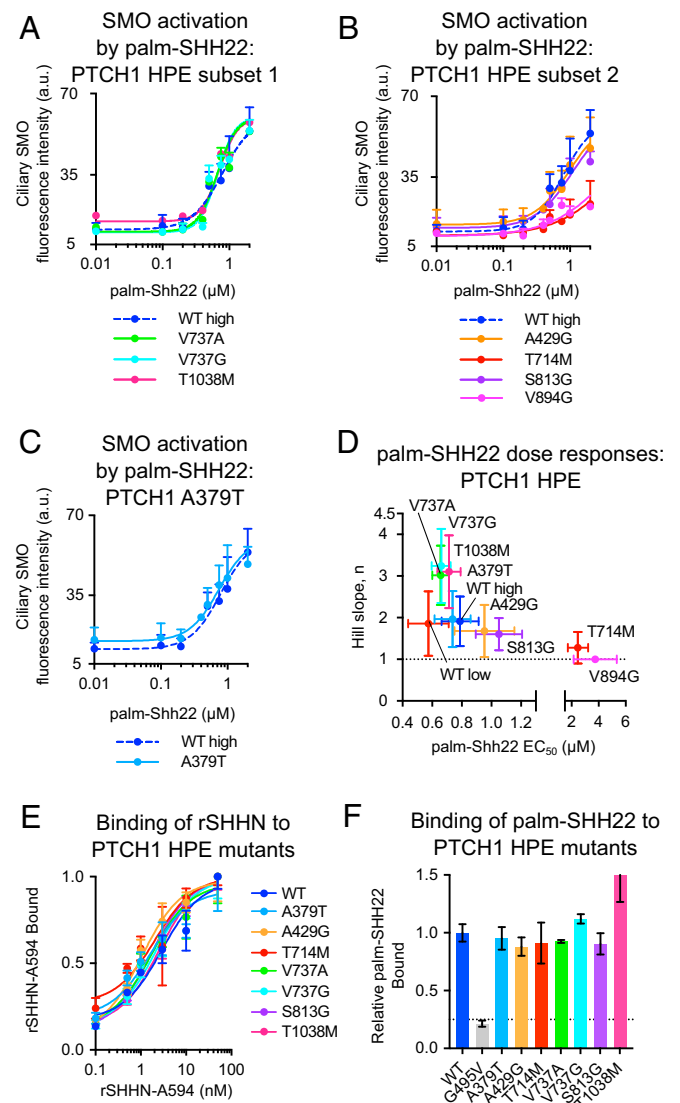 A
SMO activation
by palm-SHH22:
PTCH1 HPE subset 1
Ciliary SMO
fluorescence intensity (a.u.)
70
35
5
0.01
0.1
1
palm-Shh22 (µM)
WT high
V737A
V737G
T1038M
B
SMO activation
by palm-SHH22:
PTCH1 HPE subset 2
Ciliary SMO
fluorescence intensity (a.u.)
70
35
5
0.01
0.1
1
palm-Shh22 (µM)
WT high
A429G
T714M
S813G
V894G
C
SMO activation
by palm-SHH22:
PTCH1 A379T
Ciliary SMO
fluorescence intensity (a.u.)
70
35
5
0.01
0.1
1
palm-Shh22 (µM)
WT high
A379T
D
palm-SHH22 dose responses:
PTCH1 HPE
Hill slope, n
4.5
4
3
2
1
0
V737A
V737G
T1038M
A379T
WT high
A429G
S813G
WT low
T714M
V894G
0.4 0.6 0.8 1.0 1.2 2 4 6
palm-Shh22 EC50 (µM)
E
Binding of rSHHN to
PTCH1 HPE mutants
rSHHN-A594 Bound
1.0
0.5
0.0
0.1 1 10 100
rSHHN-A594 (nM)
WT
A379T
A429G
T714M
V737A
V737G
S813G
T1038M
F
Binding of palm-SHH22 to
PTCH1 HPE mutants
Relative palm-SHH22
Bound
1.5
1.0
0.5
0.0
WT
G495V
A379T
A429G
T714M
V737A
V737G
S813G
T1038M